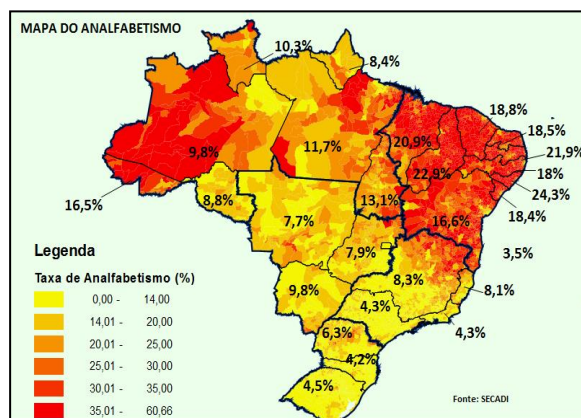 MAPA DO ANALFABETISMO
10,3%
8,4%
18,8%
18,5%
20,9%
21,9%
9,8%
11,7%
18%
22,9%
24,3%
16,5%
8,8%
13,1%
18,4%
16,6%
7,7%
3,5%
7,9%
8,3%
8,1%
9,8%
4,3%
4,3%
6,3%
4,2%
4,5%
Legenda
Taxa de Analfabetismo (%)
0,00 - 14,00
14,01 - 20,00
20,01 - 25,00
25,01 - 30,00
30,01 - 35,00
35,01 - 60,66
Fonte: SECADI